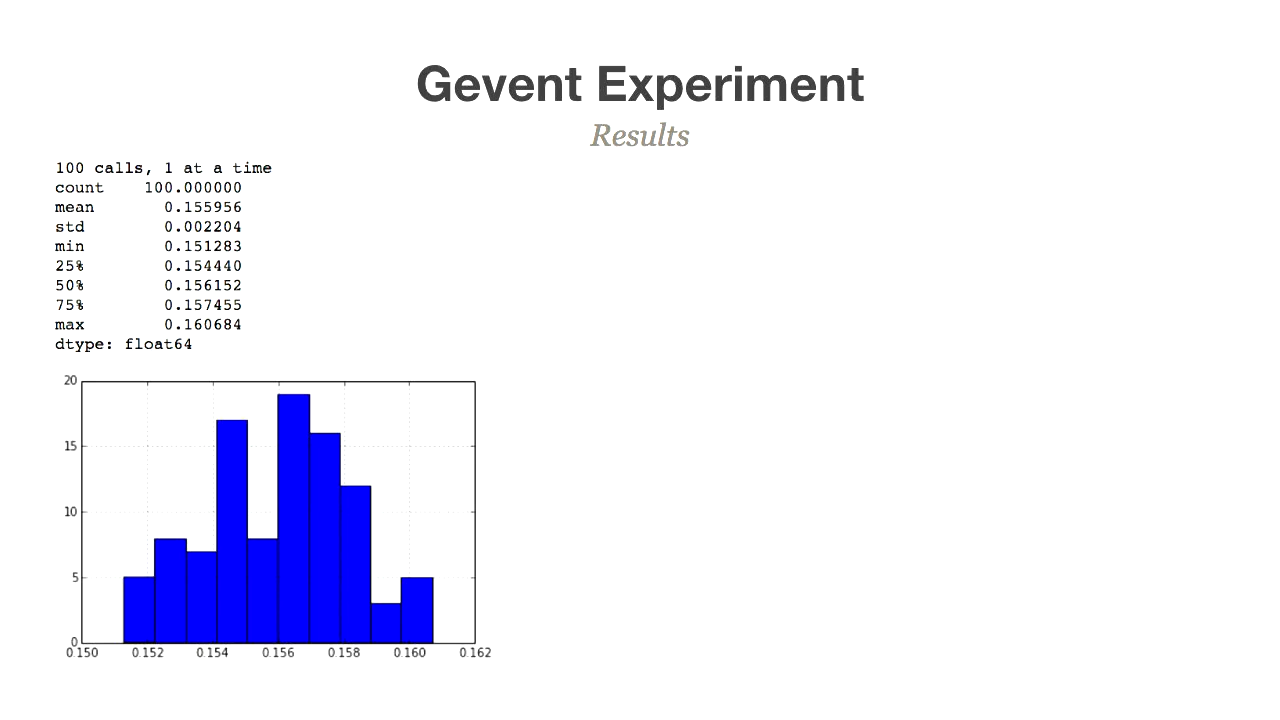 Gevent Experiment
Results
100 calls, 1 at a time
count 100.000000
mean 0.155956
std 0.002204
min 0.151283
25% 0.154440
50% 0.156152
75% 0.157455
max 0.160684
dtype: float64
20
15
10
5
0
0.150 0.152 0.154 0.156 0.158 0.160 0.162